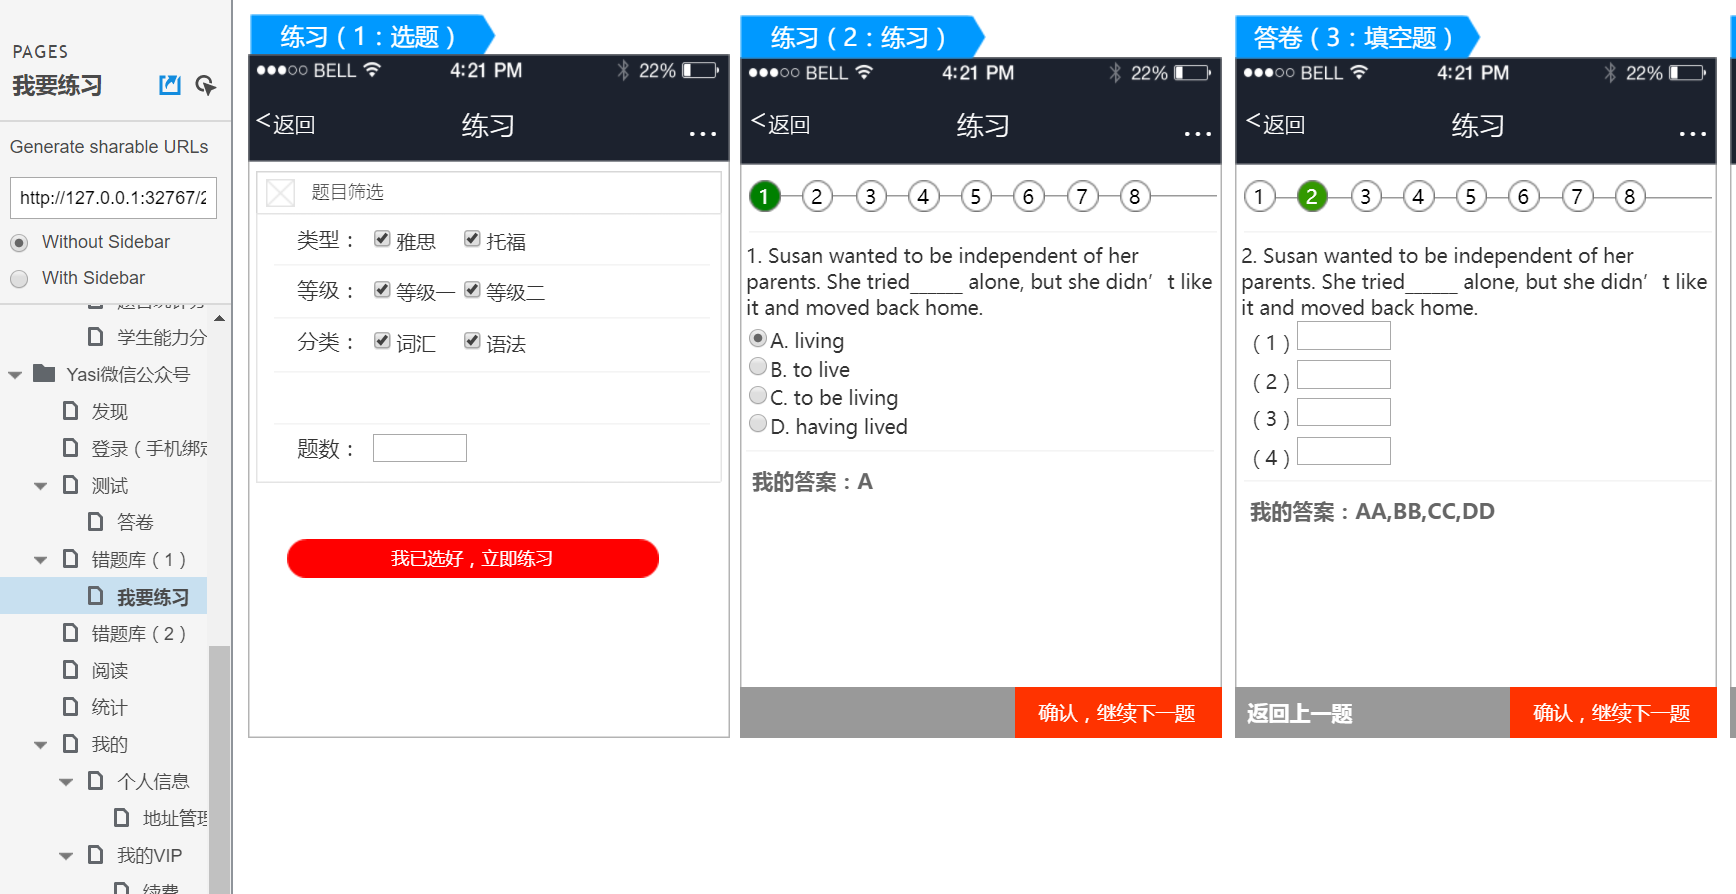 PAGES
我要练习
Generate sharable URLs
http://127.0.0.1:32767/2
Without Sidebar
With Sidebar
学生能力分
Yasi微信公众号
发现
登录（手机绑定
测试
答卷
错题库（1）
我要练习
错题库（2）
阅读
统计
我的
个人信息
地址管理
我的VIP
续费
练习（1：选题）
BELL 4:21 PM 22%
<返回 练习 ...
题目筛选
类型： 雅思 托福
等级： 等级一 等级二
分类： 词汇 语法
题数：
我已选好，立即练习
练习（2：练习）
BELL 4:21 PM 22%
<返回 练习 ...
1 2 3 4 5 6 7 8
1. Susan wanted to be independent of her
parents. She tried______ alone, but she didn’t like
it and moved back home.
A. living
B. to live
C. to be living
D. having lived
我的答案：A
确认，继续下一题
答卷（3：填空题）
BELL 4:21 PM 22%
<返回 练习 ...
1 2 3 4 5 6 7 8
2. Susan wanted to be independent of her
parents. She tried______ alone, but she didn’t like
it and moved back home.
（1）
（2）
（3）
（4）
我的答案：AA,BB,CC,DD
返回上一题 确认，继续下一题